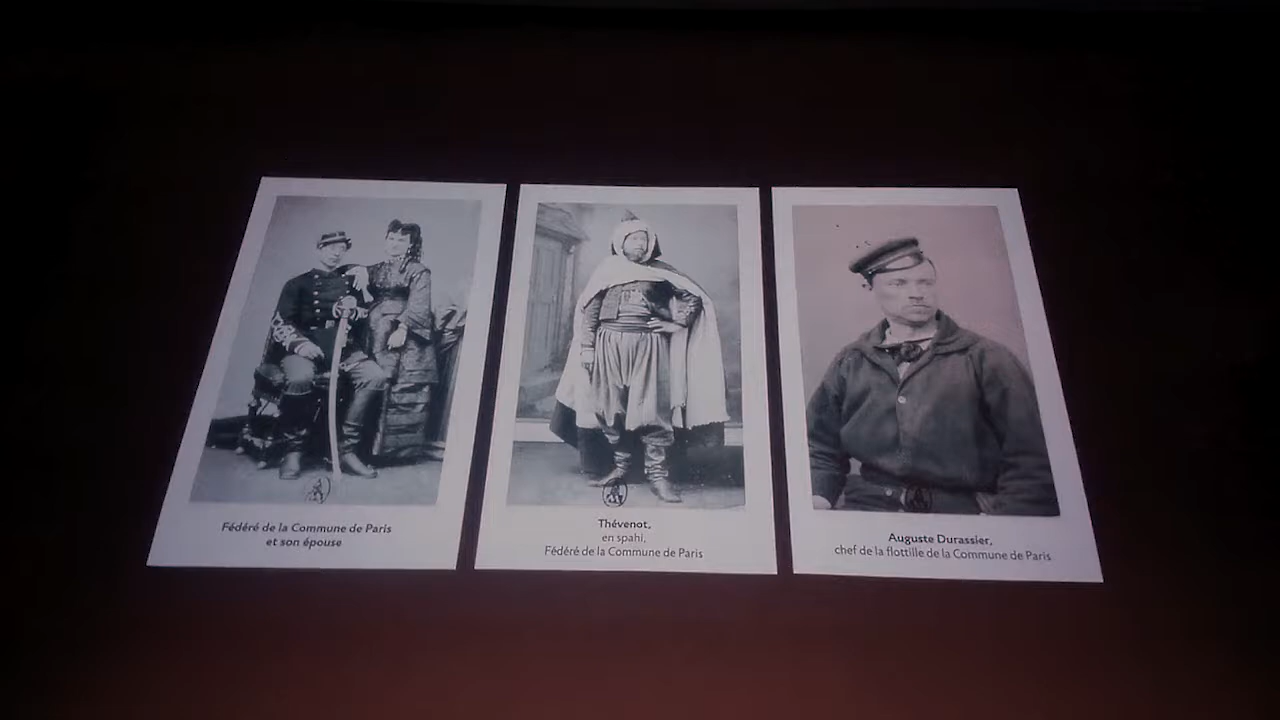 Fédéré de la Commune de Paris
et son épouse
Thévenot,
en spahi,
Fédéré de la Commune de Paris
Auguste Durassier,
chef de la flottille de la Commune de Paris